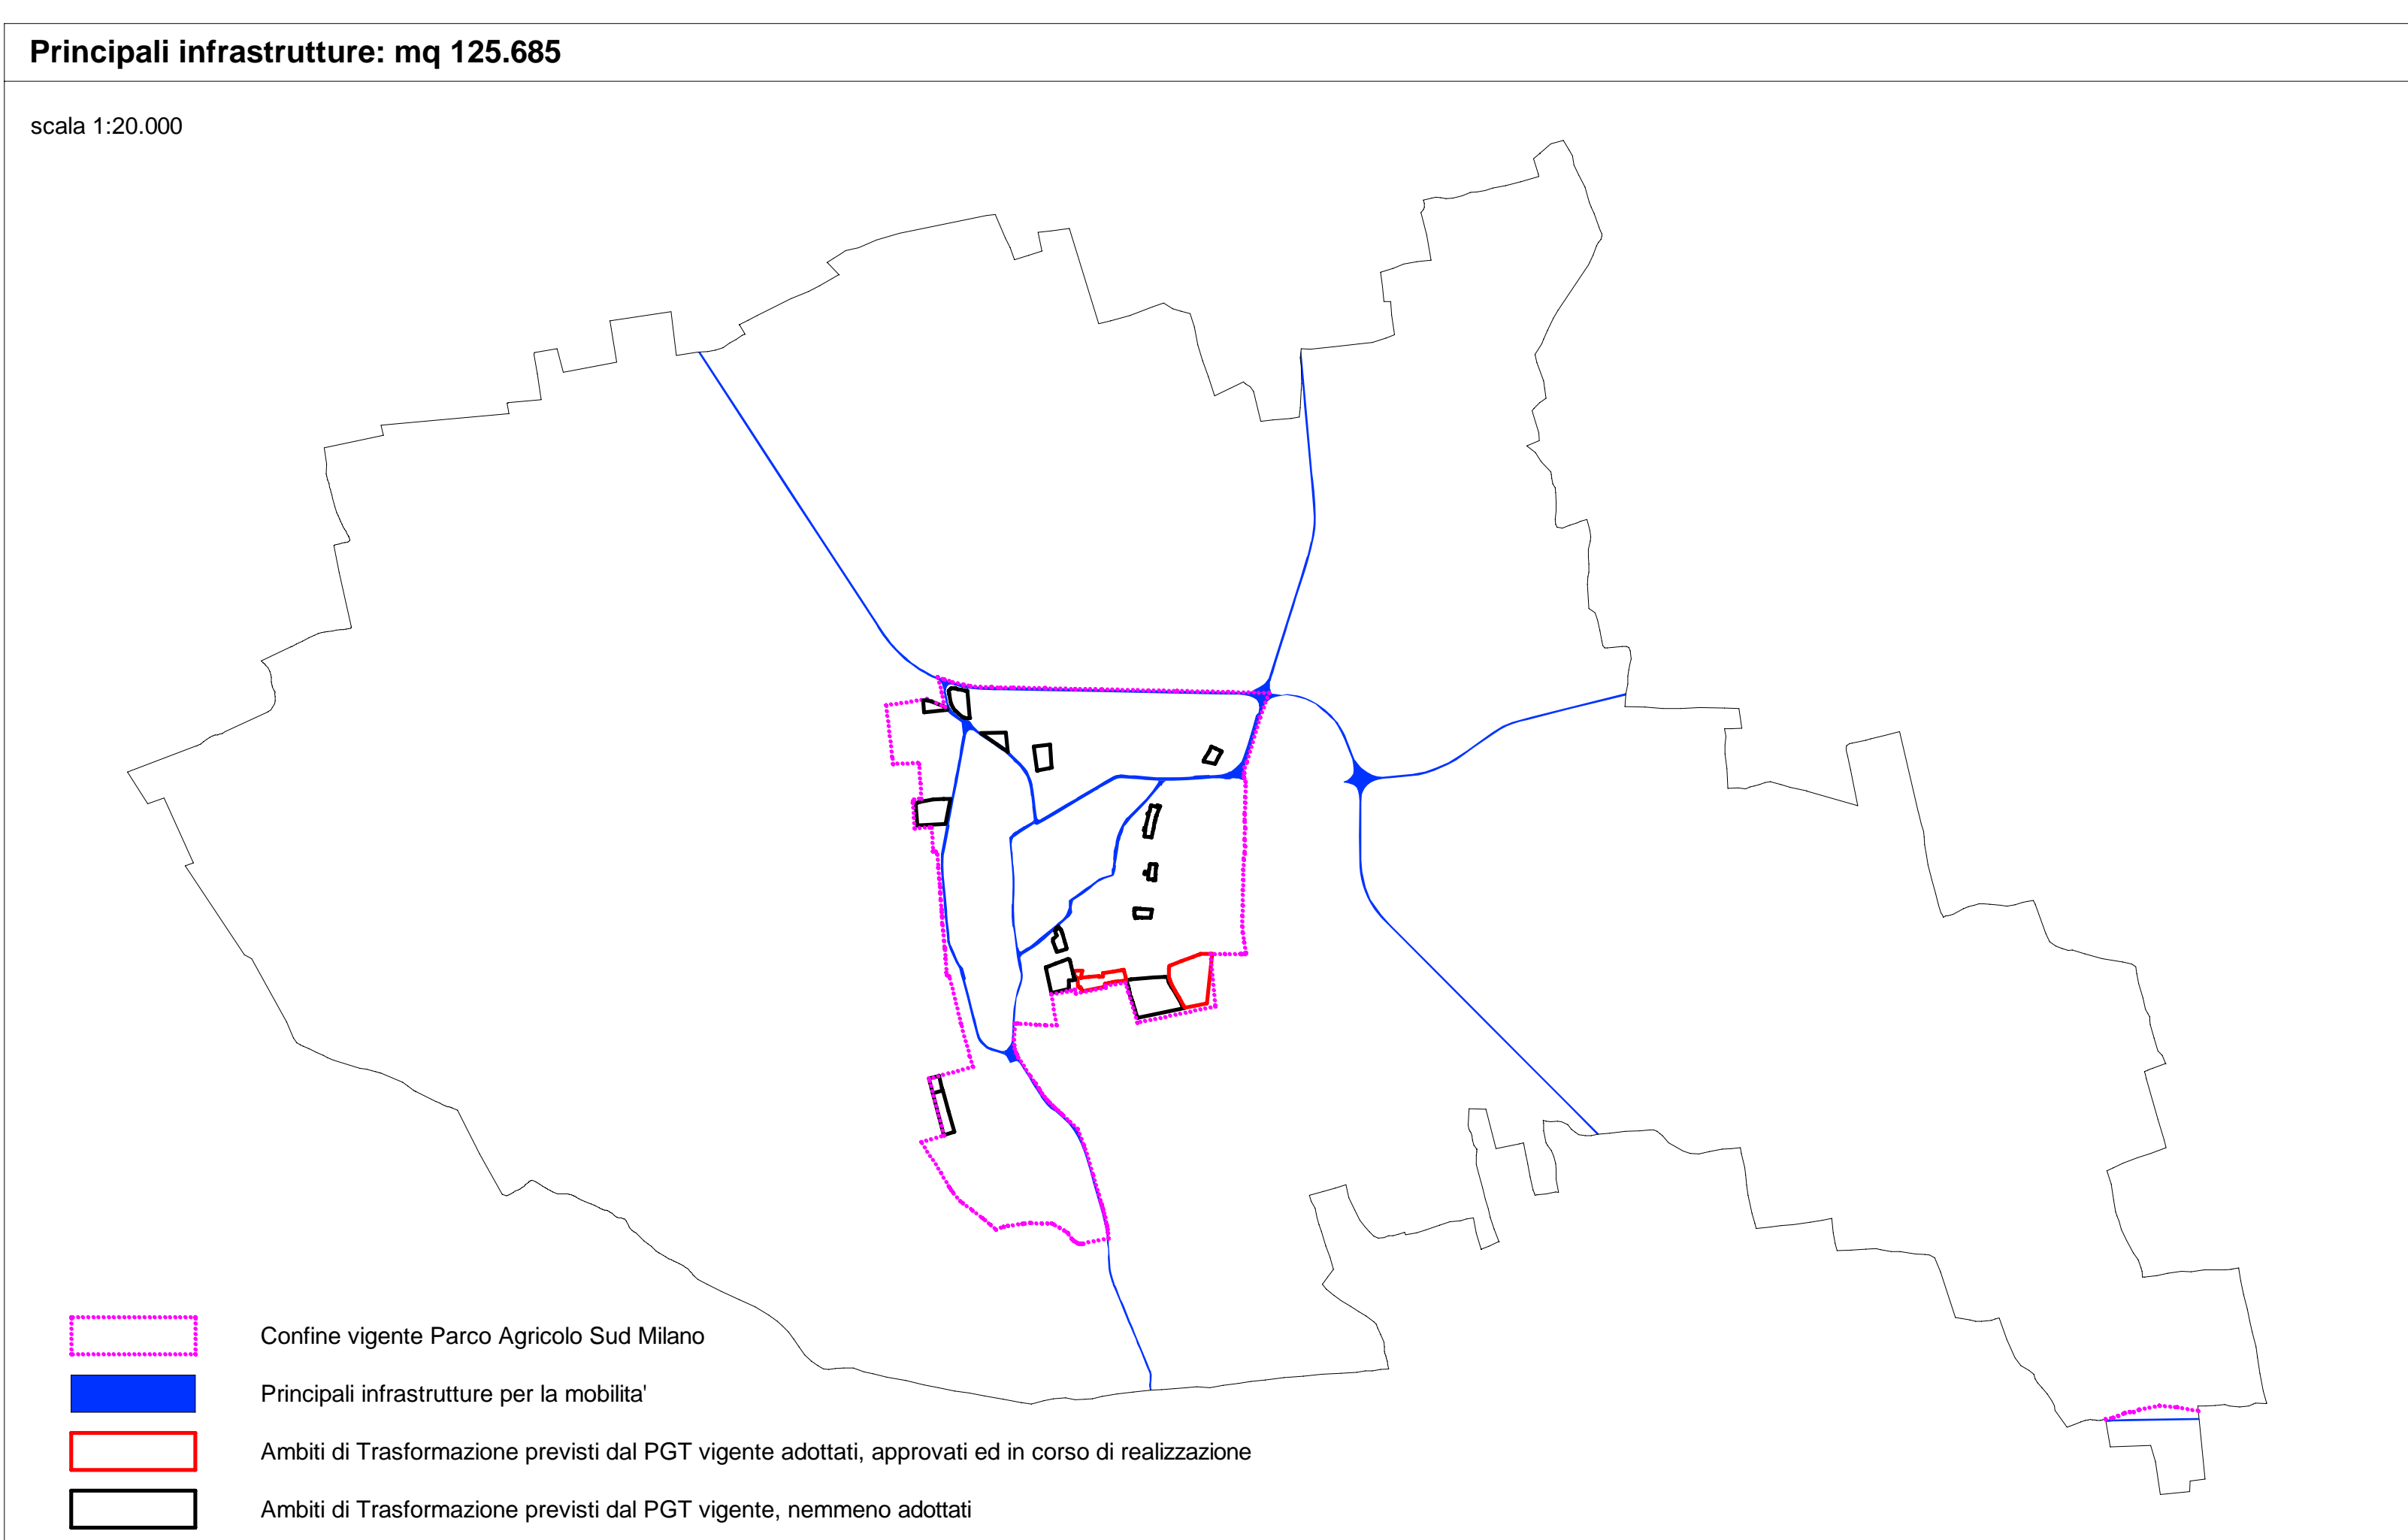 Principali infrastrutture: mq 125.685
scala 1:20.000
Confine vigente Parco Agricolo Sud Milano
Principali infrastrutture per la mobilita'
Ambiti di Trasformazione previsti dal PGT vigente adottati, approvati ed in corso di realizzazione
Ambiti di Trasformazione previsti dal PGT vigente, nemmeno adottati